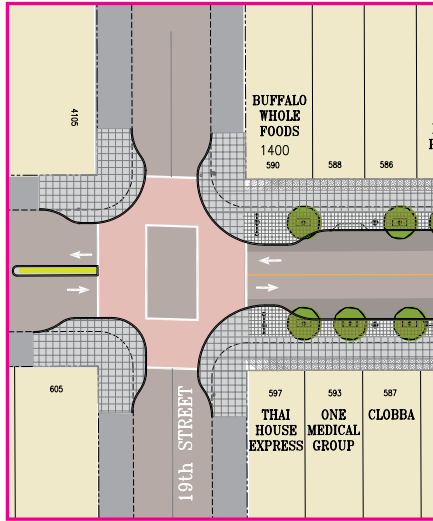 BUFFALO
WHOLE
FOODS
1400
590
588
586
4105
605
597
593
587
THAI
HOUSE
EXPRESS
ONE
MEDICAL
GROUP
CLOBBA
19th STREET